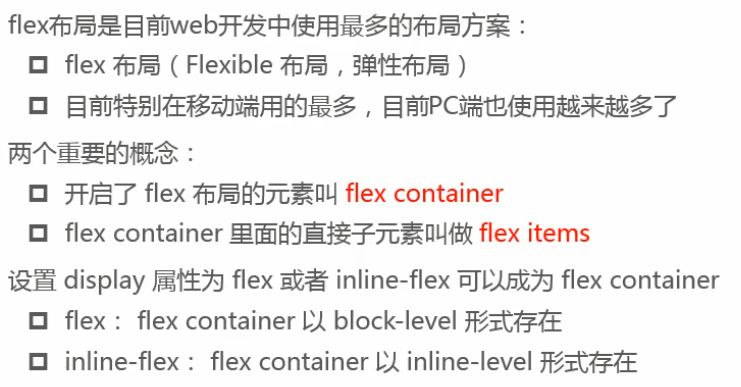 flex布局是目前web开发中使用最多的布局方案：
flex 布局（Flexible 布局，弹性布局）
目前特别在移动端用的最多，目前PC端也使用越来越多了
两个重要的概念：
开启了 flex 布局的元素叫 flex container
flex container 里面的直接子元素叫做 flex items
设置 display 属性为 flex 或者 inline-flex 可以成为 flex container
flex： flex container 以 block-level 形式存在
inline-flex： flex container 以 inline-level 形式存在